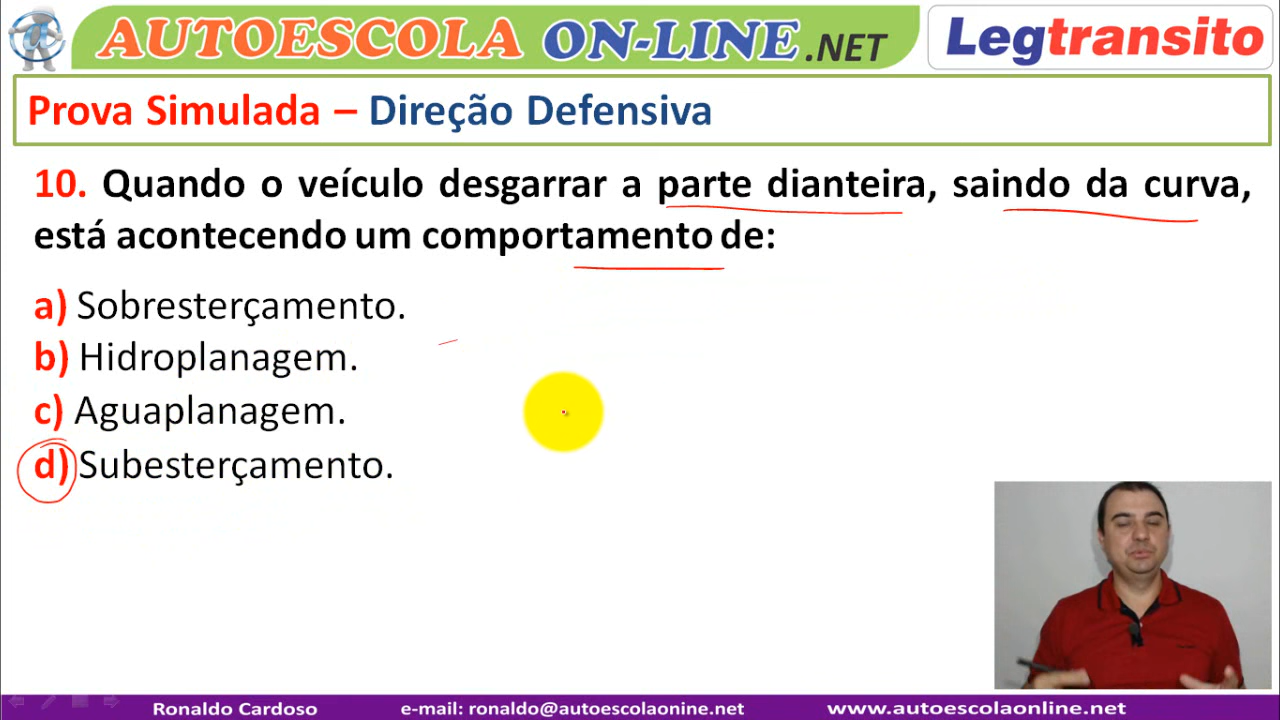 AUTOESCOLA ON-LINE.NET
Legtransito
Prova Simulada – Direção Defensiva
10. Quando o veículo desgarrar a parte dianteira, saindo da curva,
está acontecendo um comportamento de:
a) Sobresterçamento.
b) Hidroplanagem.
c) Aguaplanagem.
d) Subesterçamento.
Ronaldo Cardoso e-mail: ronaldo@autoescolaonine.net www.autoescolaonline.net